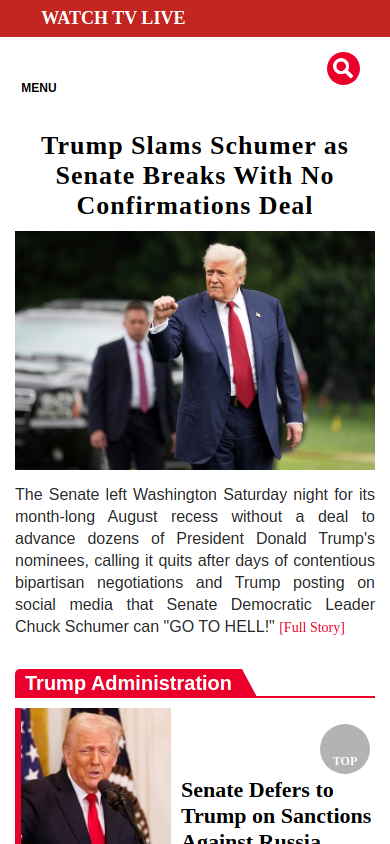 WATCH TV LIVE
MENU
Trump Slams Schumer as
Senate Breaks With No
Confirmations Deal
The Senate left Washington Saturday night for its
month-long August recess without a deal to
advance dozens of President Donald Trump's
nominees, calling it quits after days of contentious
bipartisan negotiations and Trump posting on
social media that Senate Democratic Leader
Chuck Schumer can "GO TO HELL!" [Full Story]
Trump Administration
TOP
Senate Defers to
Trump on Sanctions
Against Russia